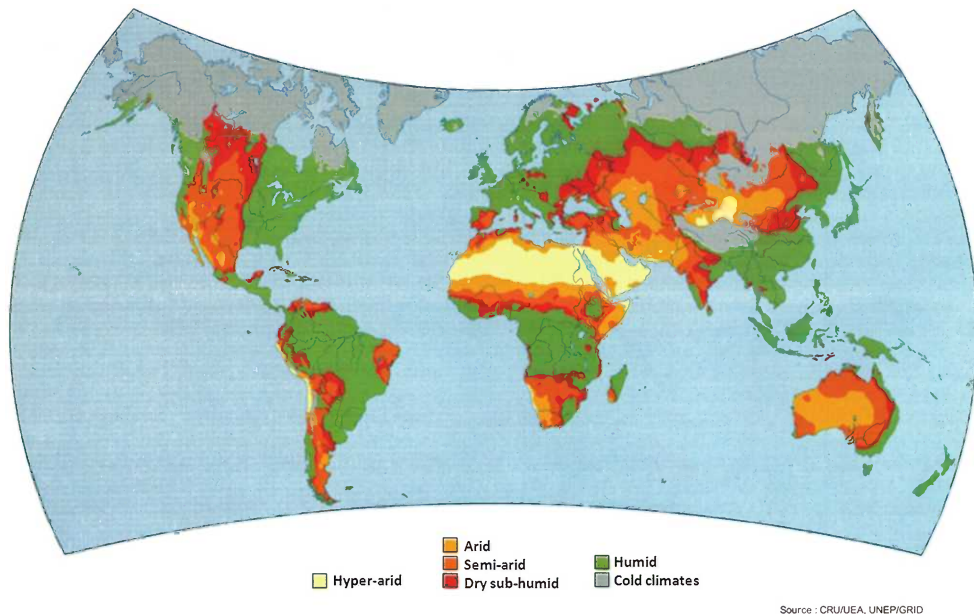 Arid
Semi-arid
Dry sub-humid
Hyper-arid
Humid
Cold climates
Source : CRU/UEA, UNEP/GRID